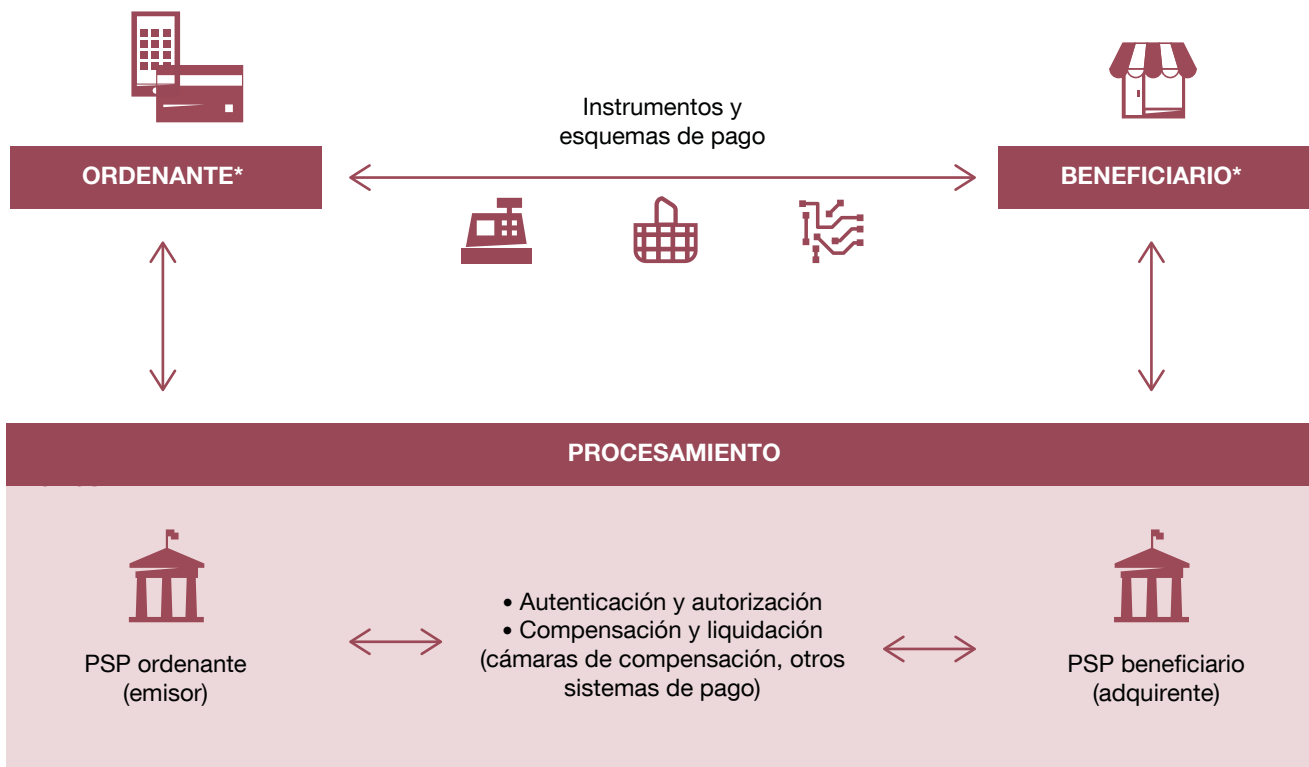 Instrumentos y
esquemas de pago
ORDENANTE*
BENEFICIARIO*
PROCESAMIENTO
PSP ordenante
(emisor)
• Autenticación y autorización
• Compensación y liquidación
(cámaras de compensación, otros
sistemas de pago)
PSP beneficiario
(adquirente)